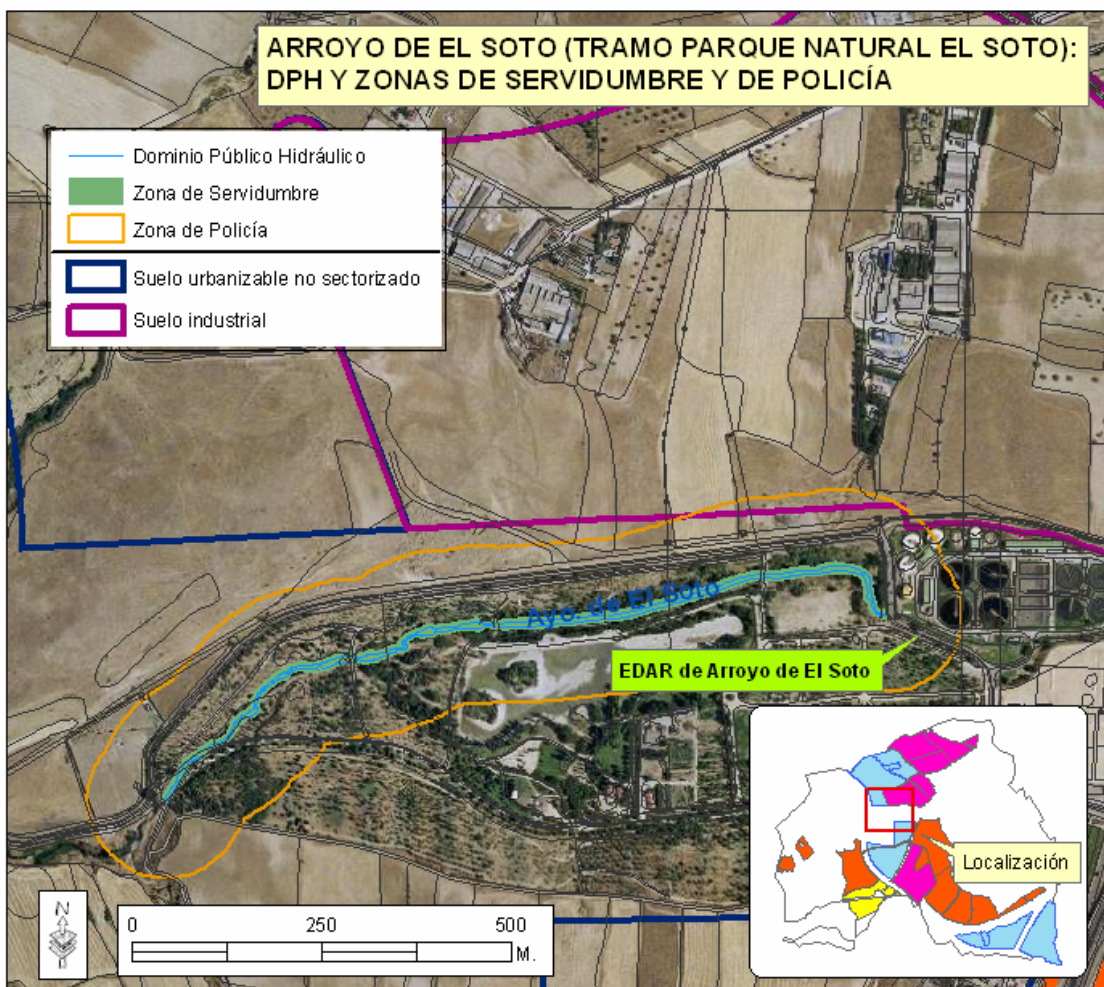 ARROYO DE EL SOTO (TRAMO PARQUE NATURAL EL SOTO):
DPH Y ZONAS DE SERVIDUMBRE Y DE POLICÍA
Dominio Público Hidráulico
Zona de Servidumbre
Zona de Policía
Suelo urbanizable no sectorizado
Suelo industrial
Ayo. de El Soto
EDAR de Arroyo de El Soto
Localización
N
0 250 500
M.